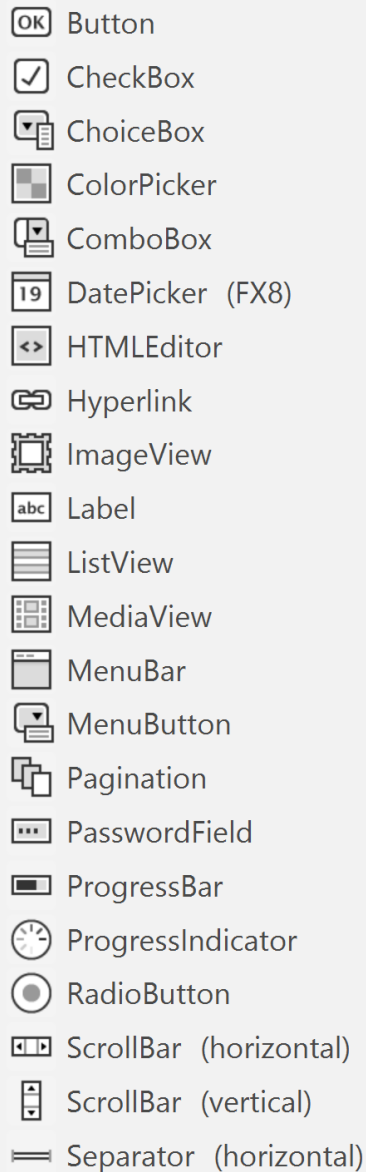 OK Button
CheckBox
ChoiceBox
ColorPicker
ComboBox
19 DatePicker (FX8)
<> HTMLEditor
Hyperlink
ImageView
abc Label
ListView
MediaView
MenuBar
MenuButton
Pagination
PasswordField
ProgressBar
ProgressIndicator
RadioButton
ScrollBar (horizontal)
ScrollBar (vertical)
Separator (horizontal)